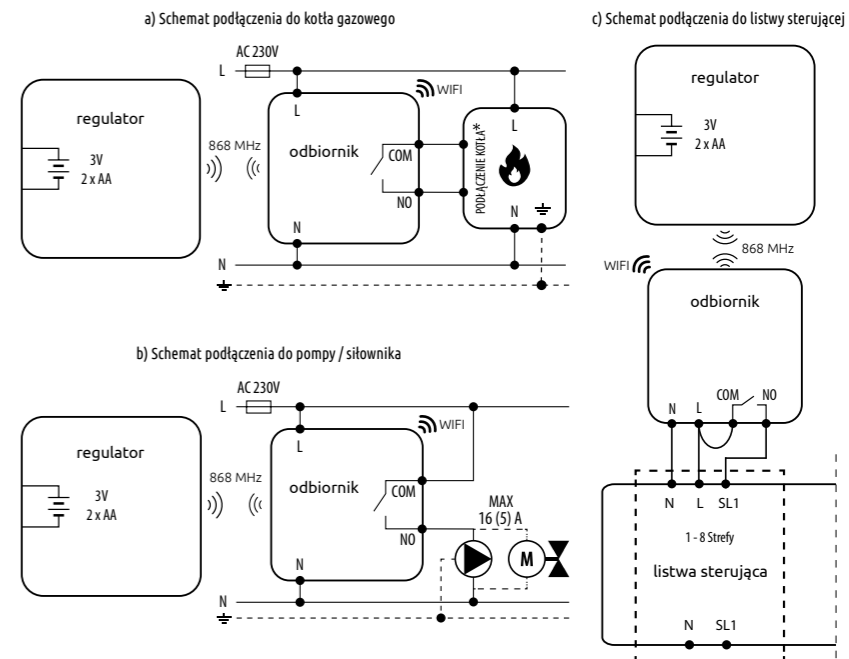 a) Schemat podłączenia do kotła gazowego
AC 230V
L
WIFI
regulator
3V
2 x AA
868 MHz
L
odbiornik
COM
NO
N
PODŁĄCZENIE KOTŁA*
L
N
N
b) Schemat podłączenia do pompy / siłownika
AC 230V
L
WIFI
regulator
3V
2 x AA
868 MHz
L
odbiornik
COM
NO
N
MAX
16 (5) A
M
N
c) Schemat podłączenia do listwy sterującej
regulator
3V
2 x AA
868 MHz
WIFI
odbiornik
N L COM NO
N L SL1
1 - 8 Strefy
listwa sterująca
N SL1